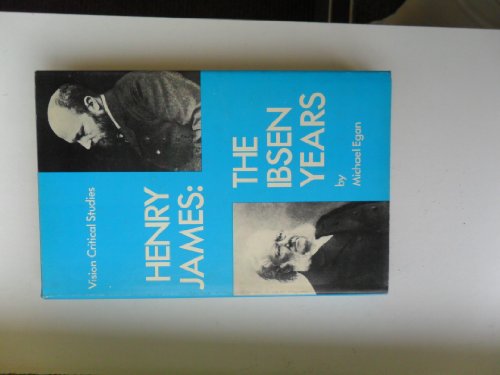 Vision Critical Studies
HENRY
JAMES:
THE
IBSEN
YEARS
by
Michael Egan